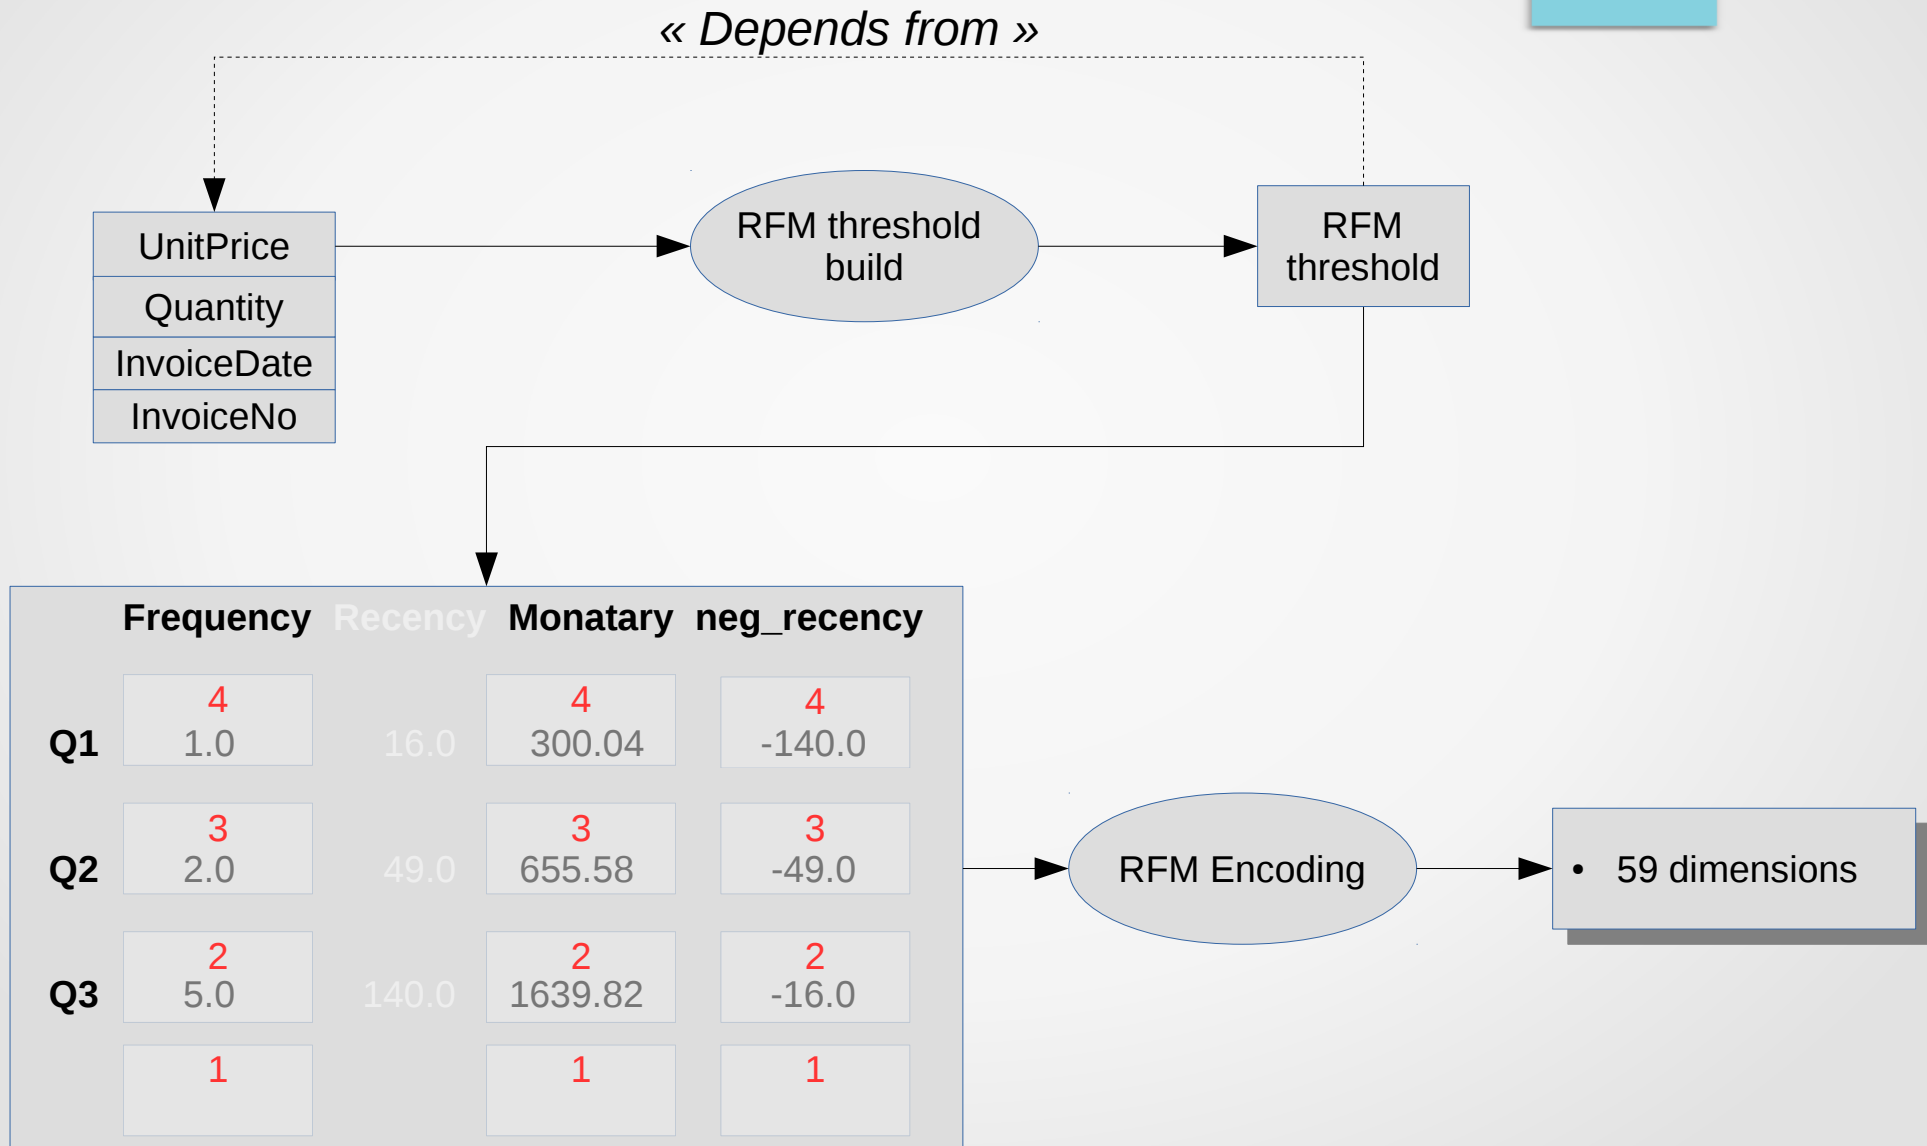 « Depends from »
UnitPrice
Quantity
InvoiceDate
InvoiceNo
RFM threshold
build
RFM
threshold
Frequency Recency Monatary neg_recency
4 4 4
Q1 1.0 16.0 300.04 -140.0
3 3 3
Q2 2.0 49.0 655.58 -49.0
2 2 2
Q3 5.0 140.0 1639.82 -16.0
1 1 1
RFM Encoding
• 59 dimensions